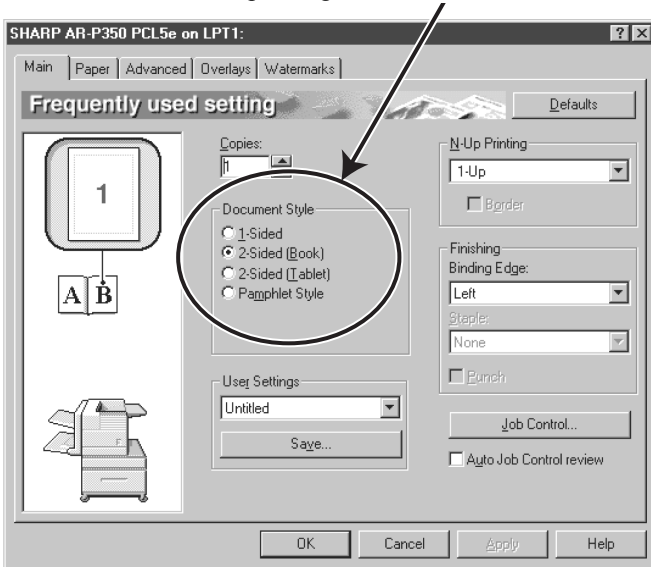 SHARP AR-P350 PCL5e on LPT1:
Main Paper Advanced Overlays Watermarks
Frequently used setting
Defaults
1
A B
Copies:
1
Document Style
1-Sided
2-Sided (Book)
2-Sided (Tablet)
Pamphlet Style
User Settings
Untitled
Save...
N-Up Printing
1-Up
Border
Finishing
Binding Edge:
Left
Staple:
None
Punch
Job Control...
Auto Job Control review
OK Cancel Apply Help